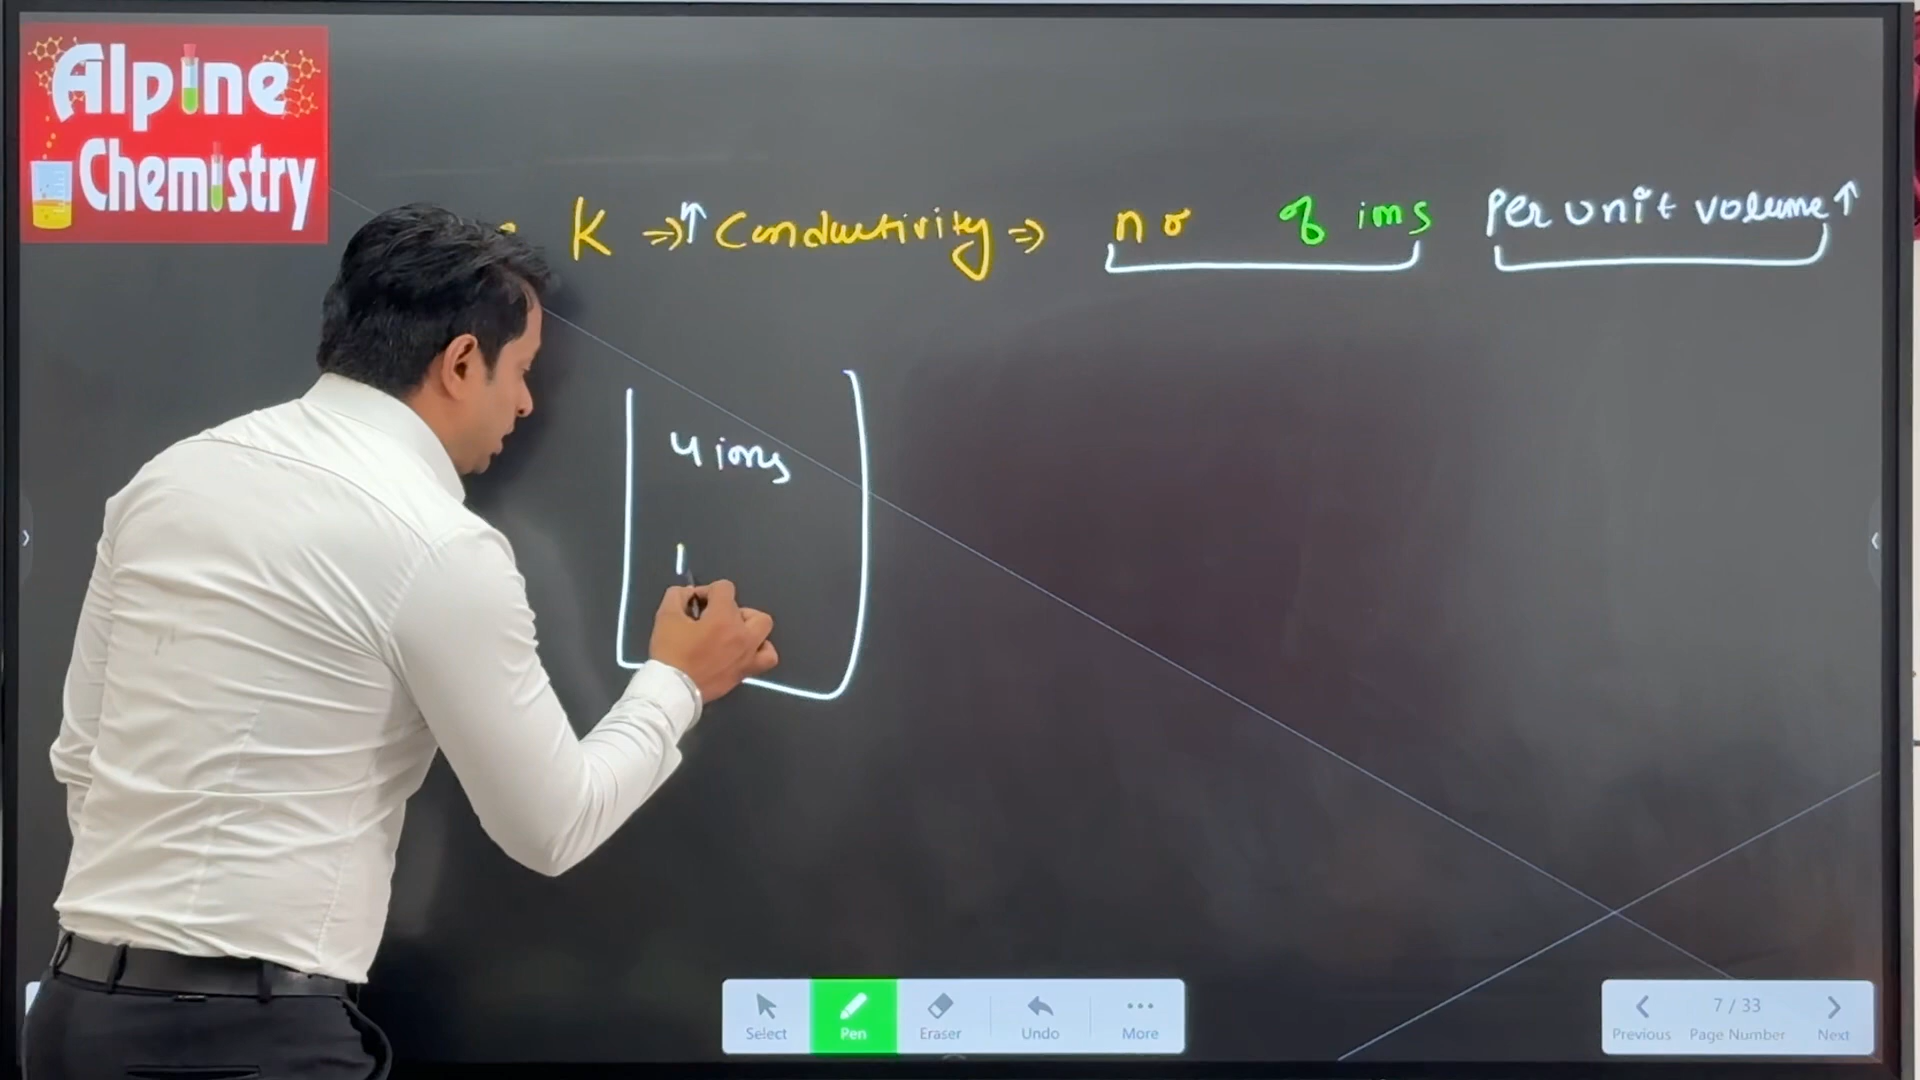 Alpine
Chemistry
K ⇒ ↑ Conductivity ⇒ no of ions Per unit volume ↑
4 ions
1
Select Pen Eraser Undo More
7 / 33
Previous Page Number Next